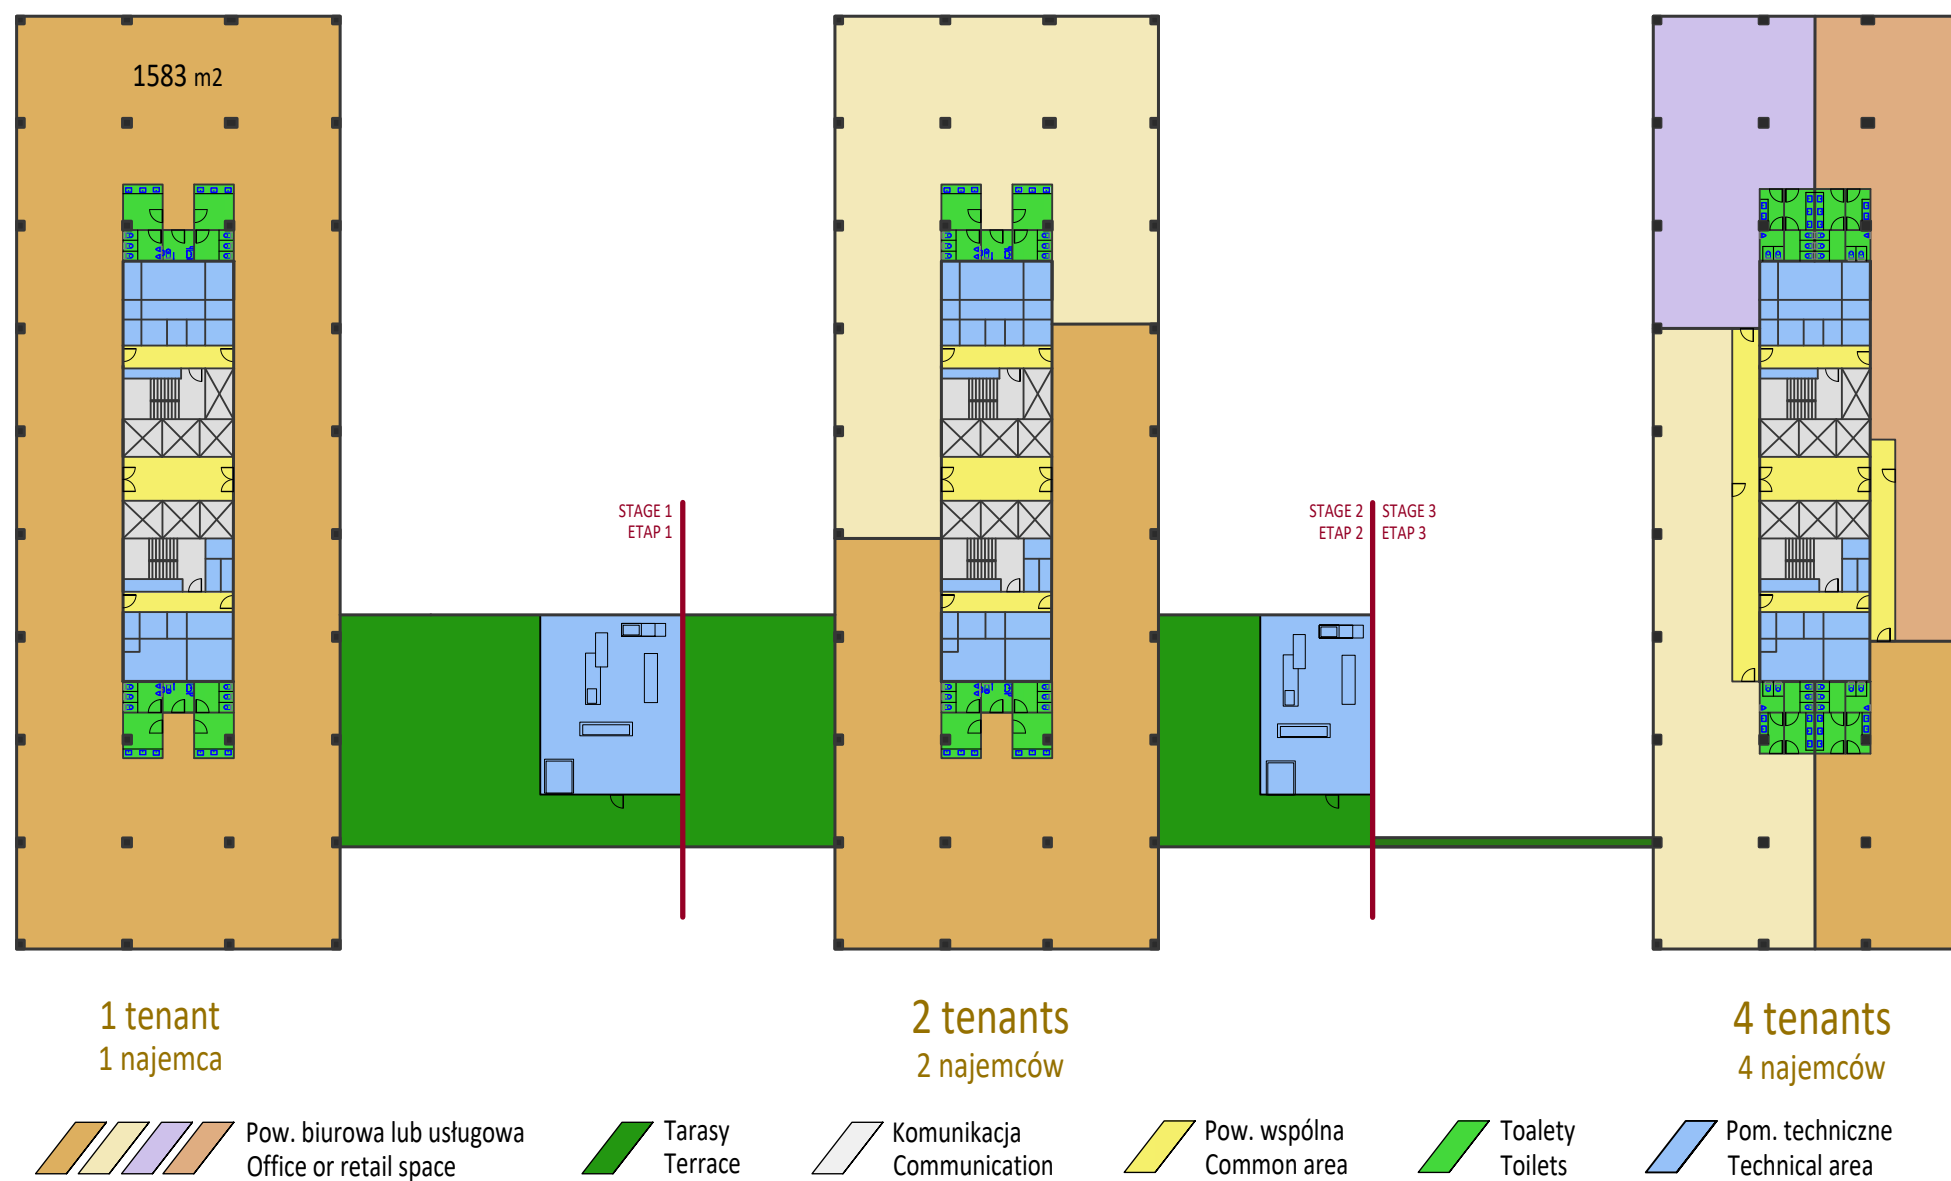 1583 m2
STAGE 1
ETAP 1
STAGE 2
ETAP 2
STAGE 3
ETAP 3
1 tenant
1 najemca
2 tenants
2 najemców
4 tenants
4 najemców
Pow. biurowa lub usługowa
Office or retail space
Tarasy
Terrace
Komunikacja
Communication
Pow. wspólna
Common area
Toalety
Toilets
Pom. techniczne
Technical area